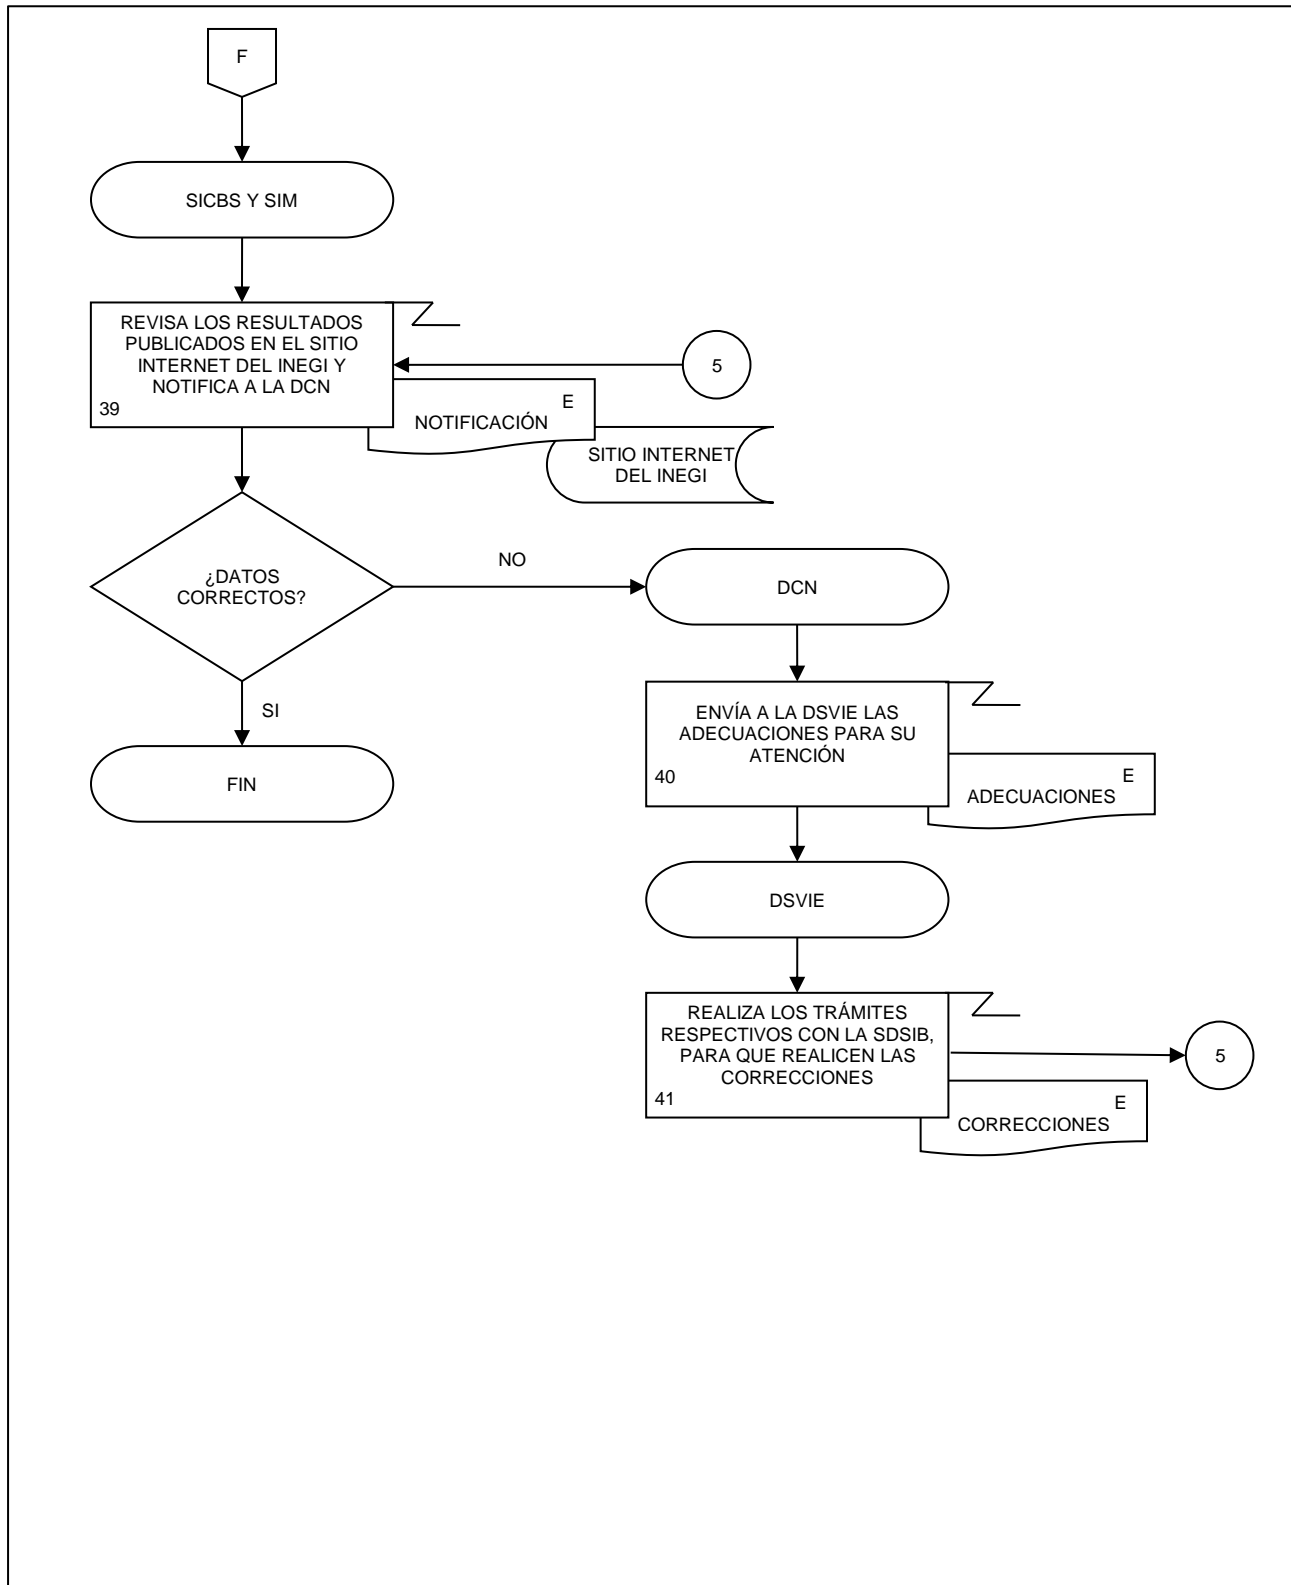 F
SICBS Y SIM
REVISA LOS RESULTADOS
PUBLICADOS EN EL SITIO
INTERNET DEL INEGI Y
NOTIFICA A LA DCN
39
5
E
NOTIFICACIÓN
SITIO INTERNET
DEL INEGI
¿DATOS
CORRECTOS?
NO
DCN
SI
FIN
ENVÍA A LA DSVIE LAS
ADECUACIONES PARA SU
ATENCIÓN
40
E
ADECUACIONES
DSVIE
REALIZA LOS TRÁMITES
RESPECTIVOS CON LA SDSIB,
PARA QUE REALICEN LAS
CORRECCIONES
41
5
E
CORRECCIONES